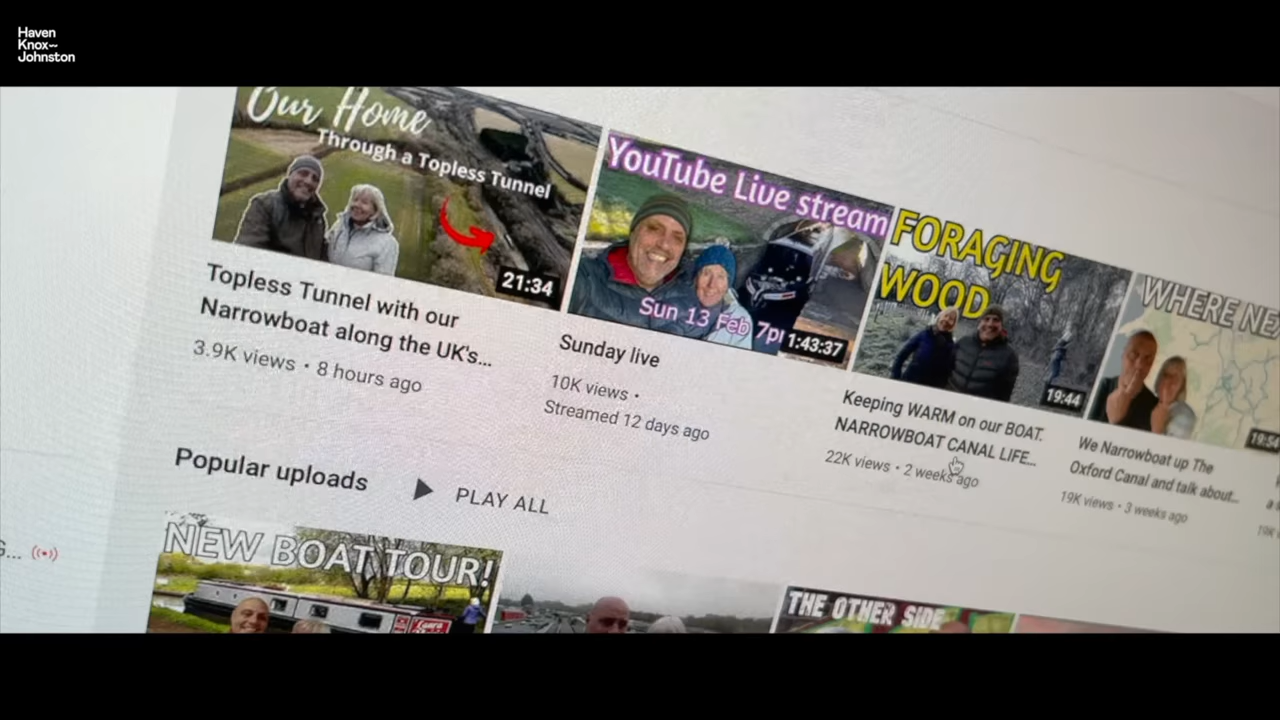 Haven
Knox~
Johnston
Our Home
Through a Topless Tunnel
21:34
Topless Tunnel with our
Narrowboat along the UK's...
3.9K views • 8 hours ago
YouTube Live stream
Sun 13 Feb 7p
1:43:37
Sunday live
10K views •
Streamed 12 days ago
FORAGING
WOOD
19:44
Keeping WARM on our BOAT.
NARROWBOAT CANAL LIFE...
22K views • 2 weeks ago
WHERE NE
19:54
We Narrowboat up The
Oxford Canal and talk about...
19K views • 3 weeks ago
Popular uploads
PLAY ALL
G...
NEW BOAT TOUR!
THE OTHER SIDE